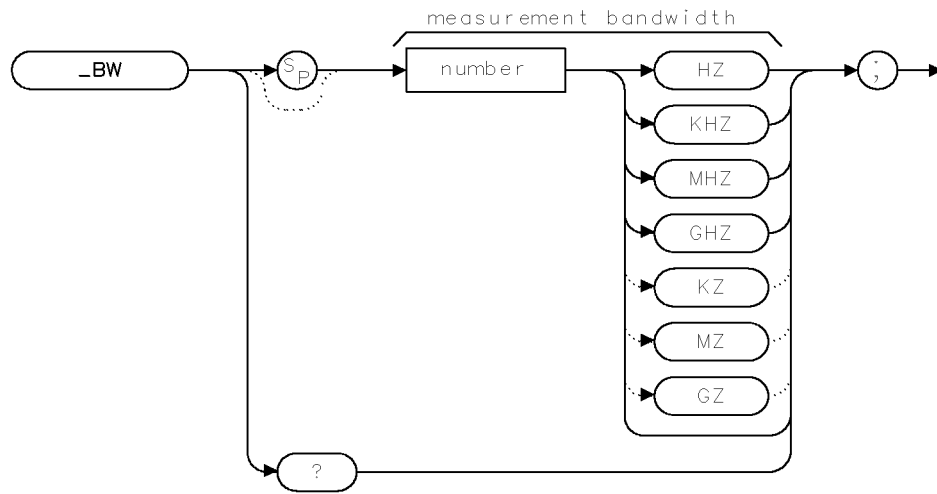 measurement bandwidth
_BW
SP
number
HZ
;
KHZ
MHZ
GHZ
KZ
MZ
GZ
?